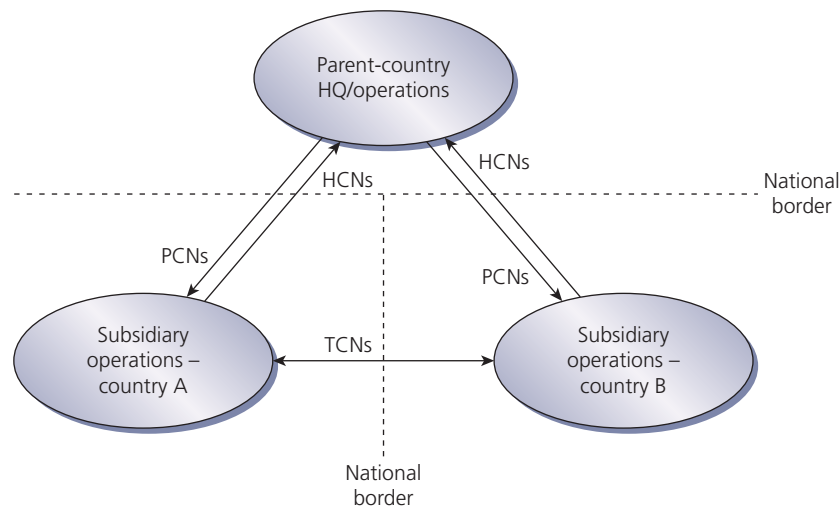 Parent-country
HQ/operations
HCNs
HCNs
National
border
PCNs
PCNs
Subsidiary
operations –
country A
TCNs
Subsidiary
operations –
country B
National
border